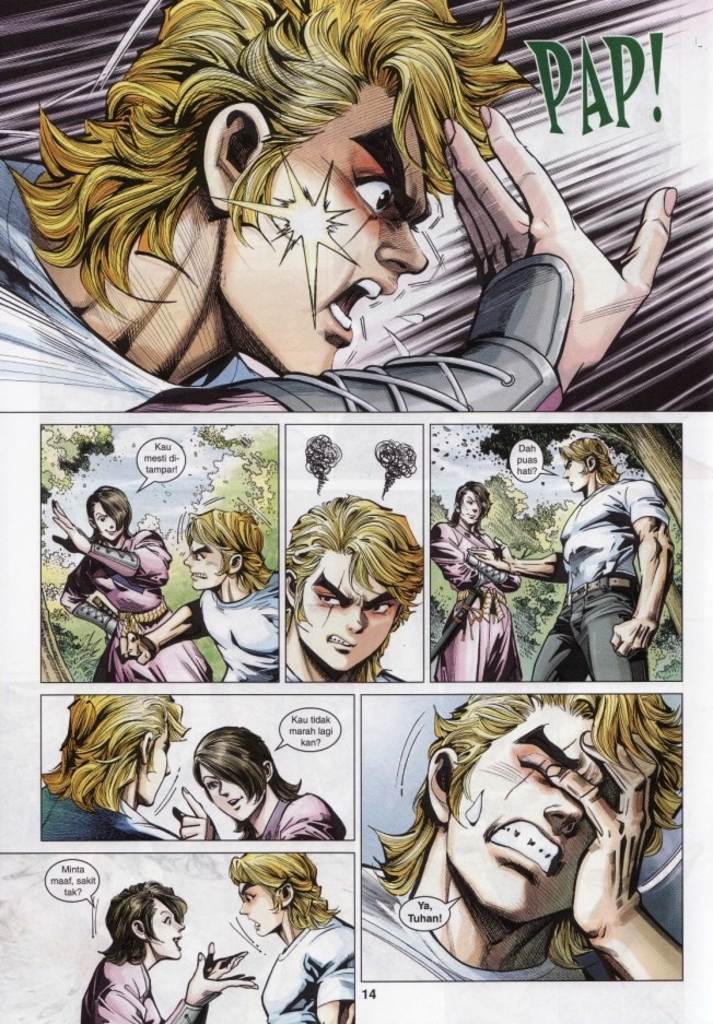 PAP!
Kau
mesti di-
tampar!
Dah
puas
hati?
Kau tidak
marah lagi
kan?
Minta
maaf, sakit
tak?
Ya,
Tuhan!
14